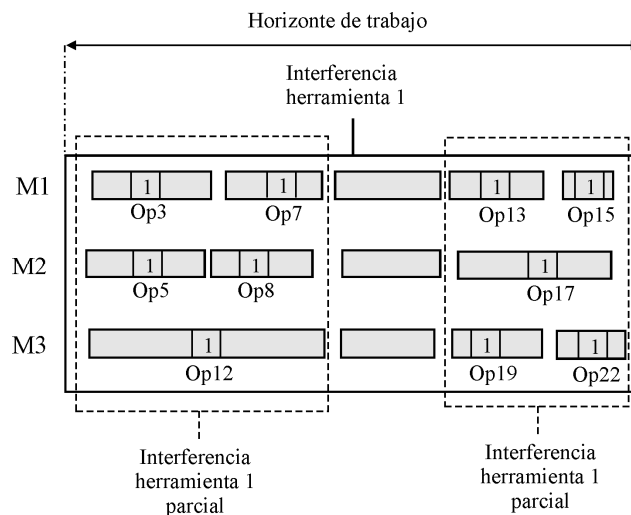 Horizonte de trabajo
Interferencia
herramienta 1
M1
1
1
1
1
Op3
Op7
Op13
Op15
M2
1
1
1
Op5
Op8
Op17
M3
1
1
1
Op12
Op19
Op22
Interferencia
herramienta 1
parcial
Interferencia
herramienta 1
parcial